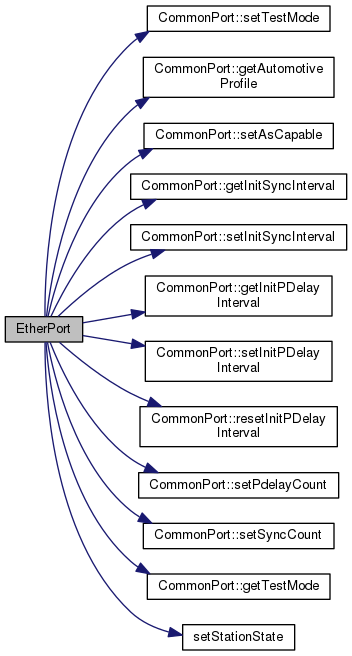 CommonPort::setTestMode
CommonPort::getAutomotive
Profile
CommonPort::setAsCapable
CommonPort::getInitSyncInterval
CommonPort::setInitSyncInterval
CommonPort::getInitPDelay
Interval
EtherPort
CommonPort::setInitPDelay
Interval
CommonPort::resetInitPDelay
Interval
CommonPort::setPdelayCount
CommonPort::setSyncCount
CommonPort::getTestMode
setStationState